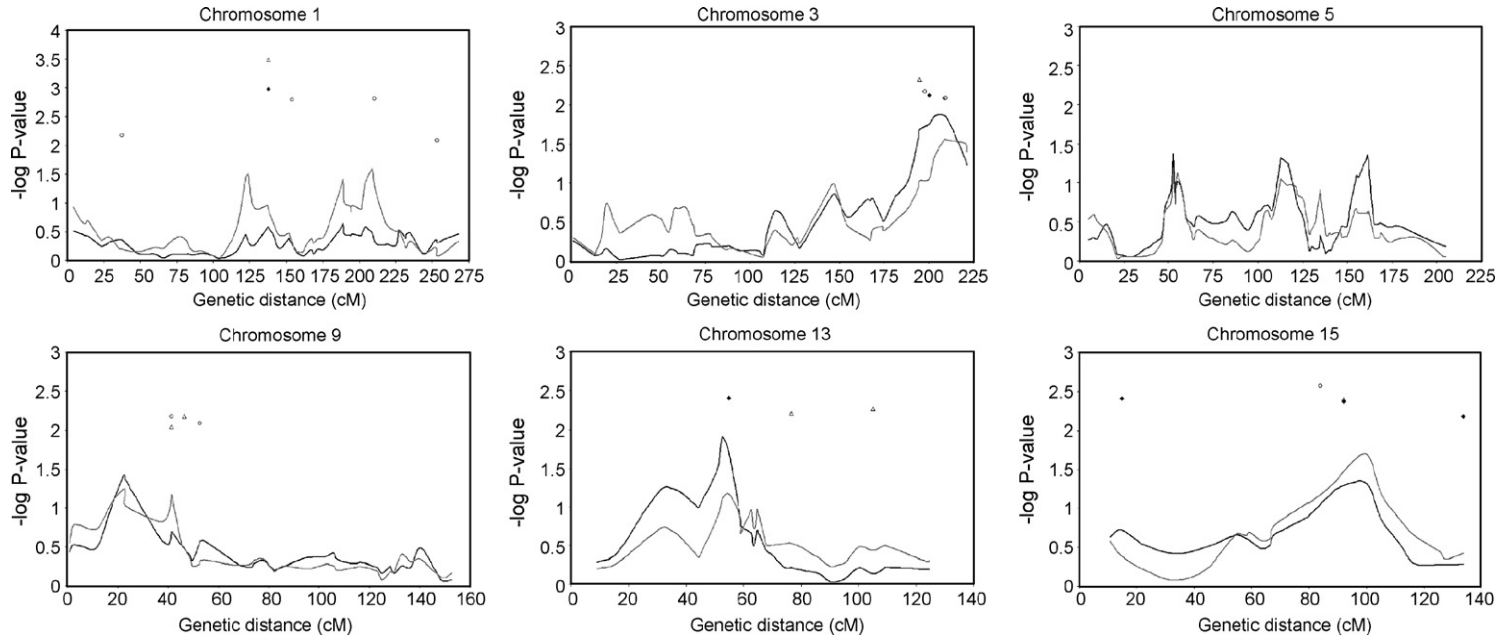 Chromosome 1
4
3.5
3
2.5
2
1.5
1
0.5
0
-log P-value
0 25 50 75 100 125 150 175 200 225 250 275
Genetic distance (cM)
Chromosome 3
3
2.5
2
1.5
1
0.5
0
-log P-value
0 25 50 75 100 125 150 175 200 225
Genetic distance (cM)
Chromosome 5
3
2.5
2
1.5
1
0.5
0
-log P-value
0 25 50 75 100 125 150 175 200 225
Genetic distance (cM)
Chromosome 9
3
2.5
2
1.5
1
0.5
0
-log P-value
0 20 40 60 80 100 120 140 160
Genetic distance (cM)
Chromosome 13
3
2.5
2
1.5
1
0.5
0
-log P-value
0 20 40 60 80 100 120 140
Genetic distance (cM)
Chromosome 15
3
2.5
2
1.5
1
0.5
0
-log P-value
0 20 40 60 80 100 120 140
Genetic distance (cM)